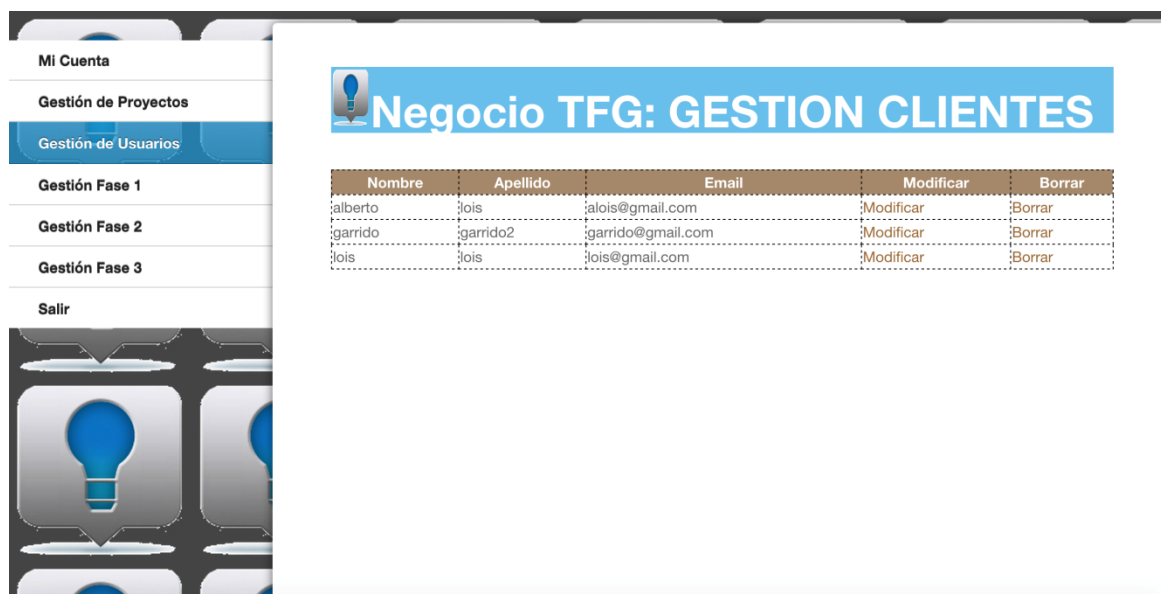 Mi Cuenta
Gestión de Proyectos
Gestión de Usuarios
Gestión Fase 1
Gestión Fase 2
Gestión Fase 3
Salir
Negocio TFG: GESTION CLIENTES
Nombre Apellido Email Modificar Borrar
alberto lois alois@gmail.com Modificar Borrar
garrido garrido2 garrido@gmail.com Modificar Borrar
lois lois lois@gmail.com Modificar Borrar